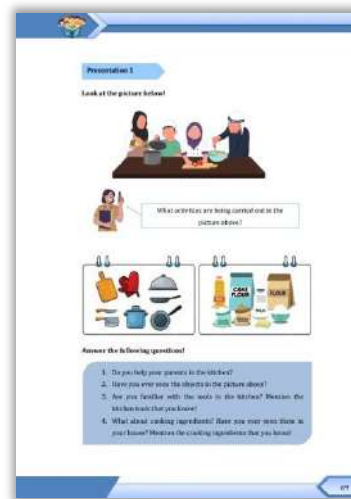 Presentation 1
Look at the picture below!
What activities are being carried out in the
picture above?
CAKE
FLOUR
FLOUR
MILK
Answer the following questions!
1. Do you help your parents in the kitchen?
2. Have you ever seen the objects in the picture above?
3. Are you familiar with the tools in the kitchen? Mention the
kitchen tools that you know!
4. What about cooking ingredients? Have you ever seen them in
your house? Mention the cooking ingredients that you know!